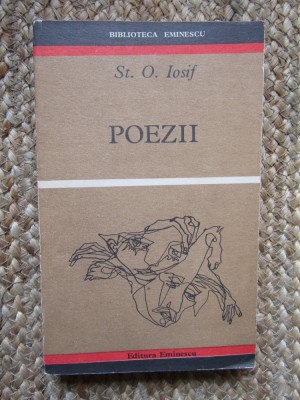 BIBLIOTECA EMINESCU
St. O. Iosif
POEZII
Editura Eminescu